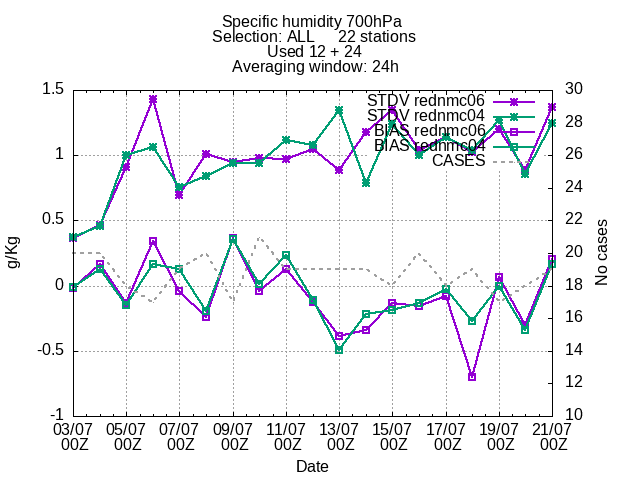 Specific humidity 700hPa
Selection: ALL 22 stations
Used 12 + 24
Averaging window: 24h
STDV rednmc06
STDV rednmc04
BIAS rednmc06
BIAS rednmc04
CASES
1.5
1
0.5
0
-0.5
-1
g/Kg
30
28
26
24
22
20
18
16
14
12
10
No cases
03/07 05/07 07/07 09/07 11/07 13/07 15/07 17/07 19/07 21/07
00Z 00Z 00Z 00Z 00Z 00Z 00Z 00Z 00Z 00Z
Date